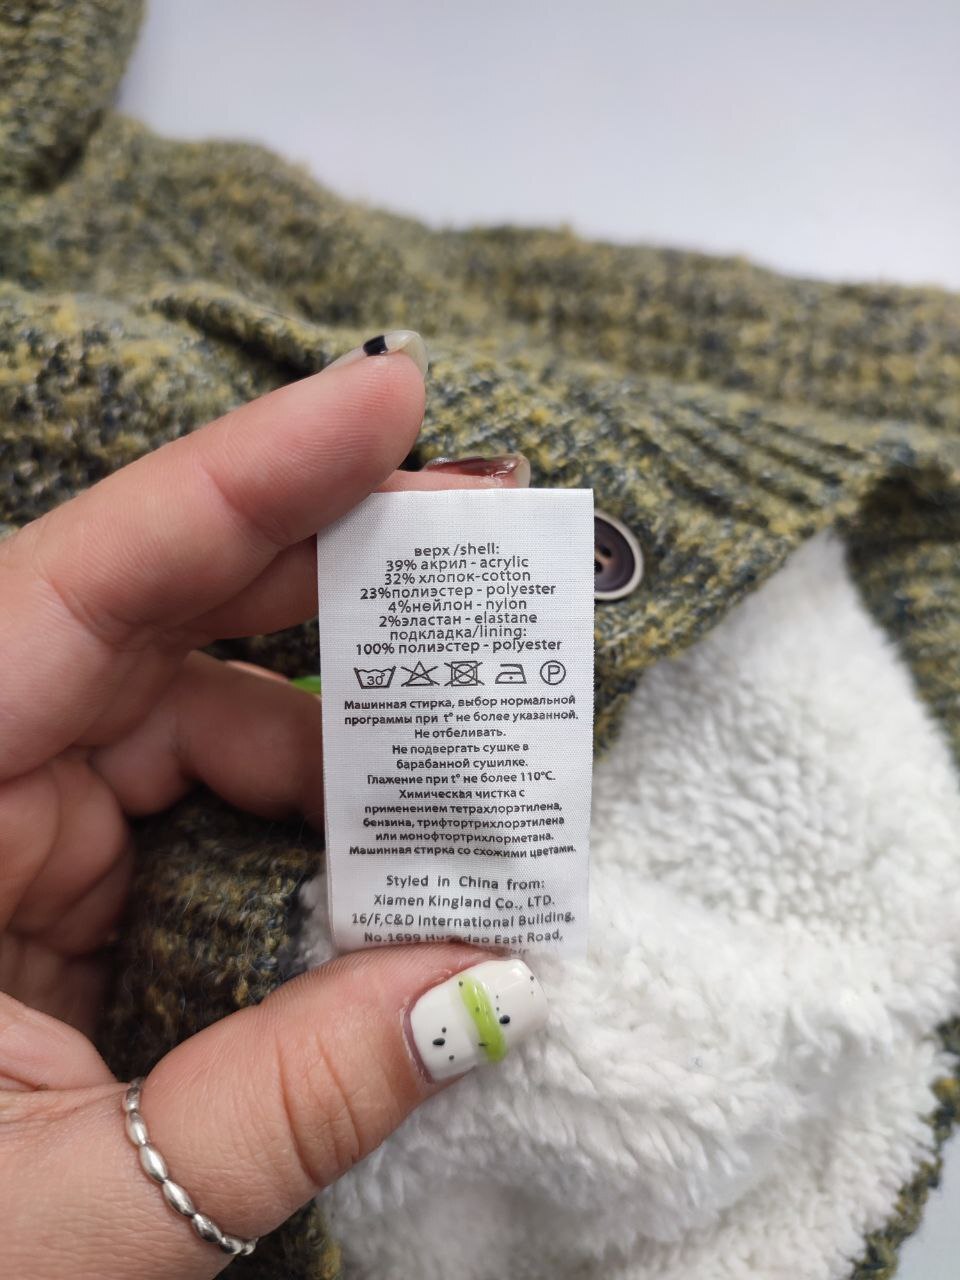 верх /shell:
39% акрил - acrylic
32% хлопок-cotton
23%полиэстер - polyester
4%нейлон - nylon
2%эластан - elastane
подкладка/lining:
100% полиэстер - polyester
30°
P
Машинная стирка, выбор нормальной
программы при t° не более указанной.
Не отбеливать.
Не подвергать сушке в
барабанной сушилке.
Глажение при t° не более 110°C.
Химическая чистка с
применением тетрахлорэтилена,
бензина, трифтортрихлорэтилена
или монофтортрихлорметана.
Машинная стирка со схожими цветами.
Styled in China from:
Xiamen Kingland Co., LTD.
16/F,C&D International Building,
No.1699 East Road,